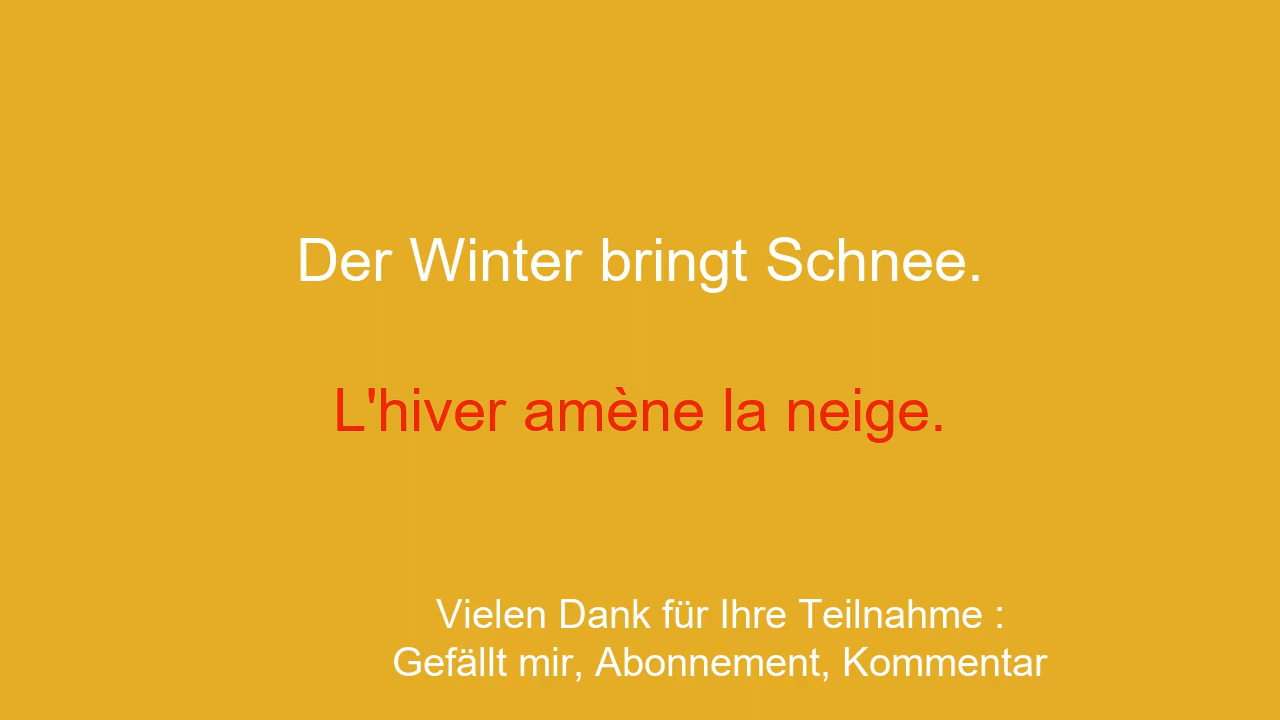 Der Winter bringt Schnee.
L'hiver amène la neige.
Vielen Dank für Ihre Teilnahme :
Gefällt mir, Abonnement, Kommentar